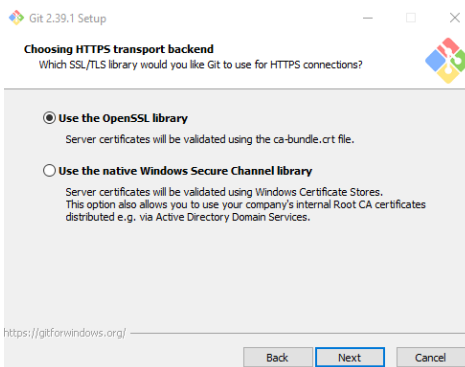 Git 2.39.1 Setup
Choosing HTTPS transport backend
Which SSL/TLS library would you like Git to use for HTTPS connections?
Use the OpenSSL library
Server certificates will be validated using the ca-bundle.crt file.
Use the native Windows Secure Channel library
Server certificates will be validated using Windows Certificate Stores.
This option also allows you to use your company's internal Root CA certificates
distributed e.g. via Active Directory Domain Services.
https://gitforwindows.org/
Back
Next
Cancel